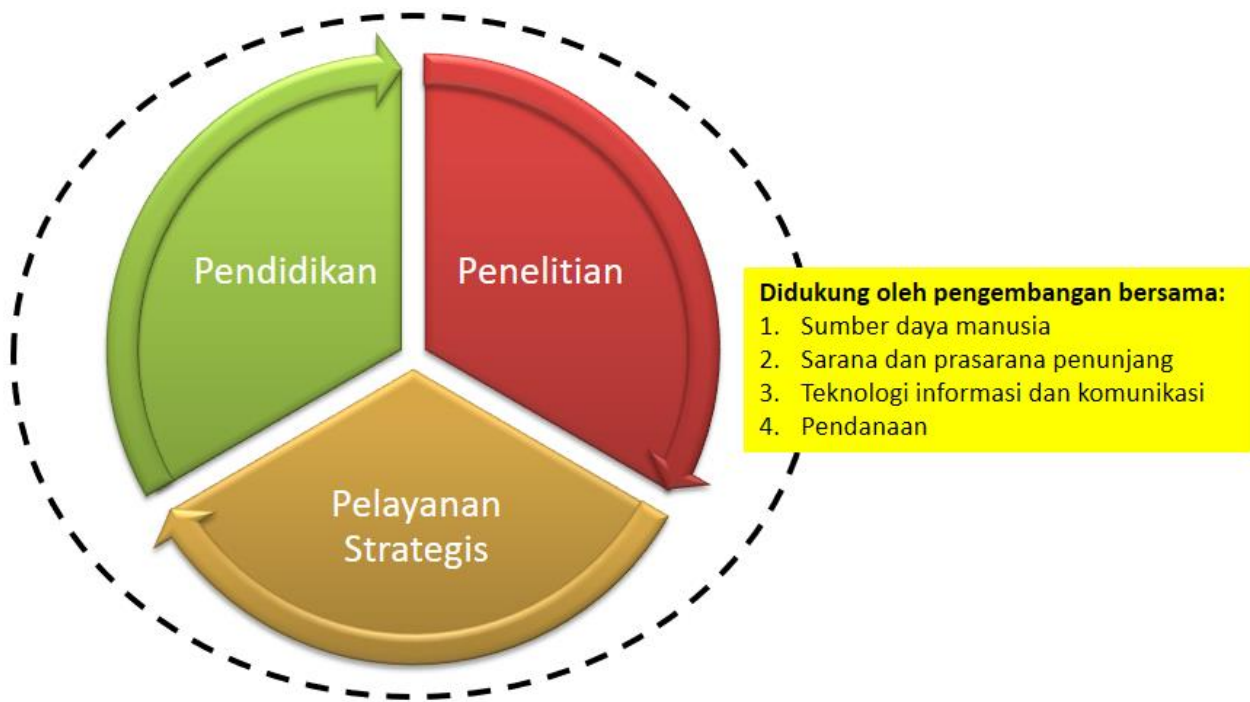 Pendidikan
Penelitian
Pelayanan
Strategis
Didukung oleh pengembangan bersama:
1. Sumber daya manusia
2. Sarana dan prasarana penunjang
3. Teknologi informasi dan komunikasi
4. Pendanaan